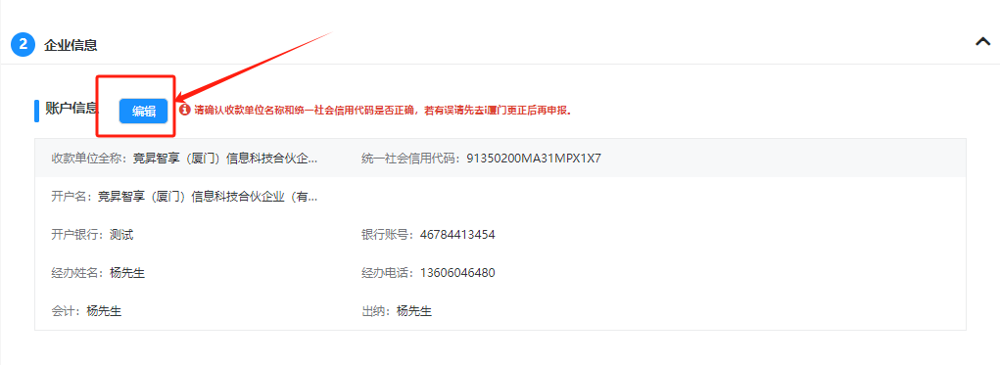 2 企业信息
账户信息 编辑 请确认收款单位名称和统一社会信用代码是否正确，若有误请先去i厦门更正后再申报。
收款单位全称：竞昇智享（厦门）信息科技合伙企... 统一社会信用代码：91350200MA31MPX1X7
开户名：竞昇智享（厦门）信息科技合伙企业（有...
开户银行：测试 银行账号：46784413454
经办姓名：杨先生 经办电话：13606046480
会计：杨先生 出纳：杨先生